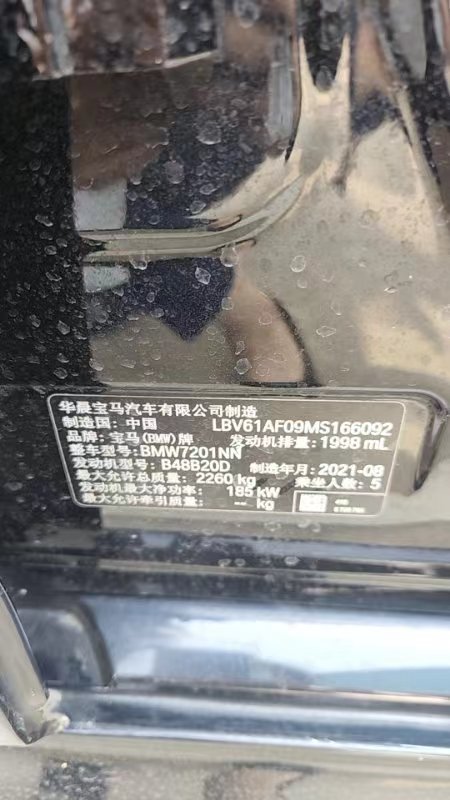 华晨宝马汽车有限公司制造
制造国：中国 LBV61AF09MS166092
品牌：宝马(BMW)牌 发动机排量：1998 mL
整车型号：BMW7201NN
发动机型号：B48B20D 制造年月：2021-08
最大允许总质量：2260 kg 乘坐人数：5
发动机最大净功率：185 kW
最大允许牵引质量：-- kg